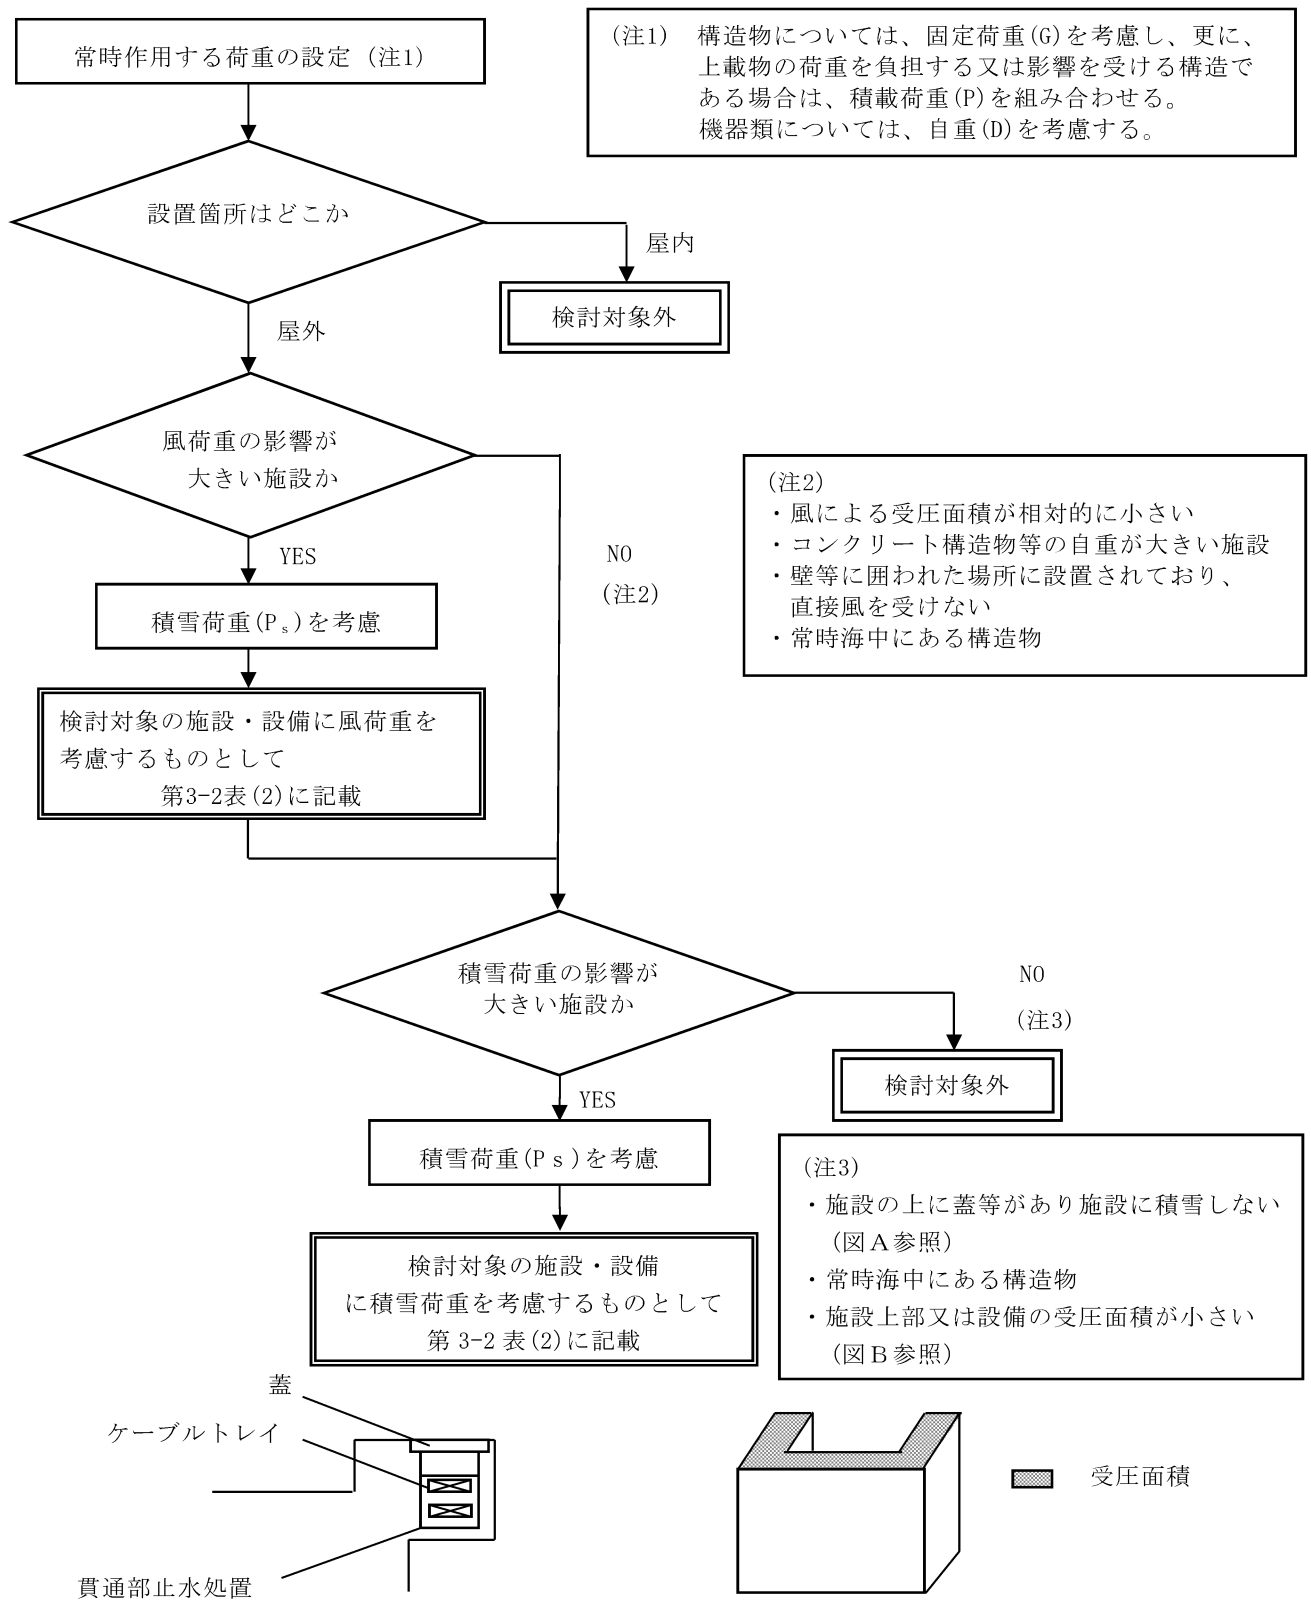 常時作用する荷重の設定 (注1)
(注1) 構造物については、固定荷重(G)を考慮し、更に、
上載物の荷重を負担する又は影響を受ける構造で
ある場合は、積載荷重(P)を組み合わせる。
機器類については、自重(D)を考慮する。
設置箇所はどこか
屋内
検討対象外
屋外
風荷重の影響が
大きい施設か
YES
NO
(注2)
(注2)
・風による受圧面積が相対的に小さい
・コンクリート構造物等の自重が大きい施設
・壁等に囲われた場所に設置されており、
直接風を受けない
・常時海中にある構造物
積雪荷重(Ps)を考慮
検討対象の施設・設備に風荷重を
考慮するものとして
第3-2表(2)に記載
積雪荷重の影響が
大きい施設か
NO
(注3)
検討対象外
YES
積雪荷重(Ps)を考慮
検討対象の施設・設備
に積雪荷重を考慮するものとして
第 3-2 表(2)に記載
(注3)
・施設の上に蓋等があり施設に積雪しない
(図A参照)
・常時海中にある構造物
・施設上部又は設備の受圧面積が小さい
(図B参照)
蓋
ケーブルトレイ
貫通部止水処置
受圧面積